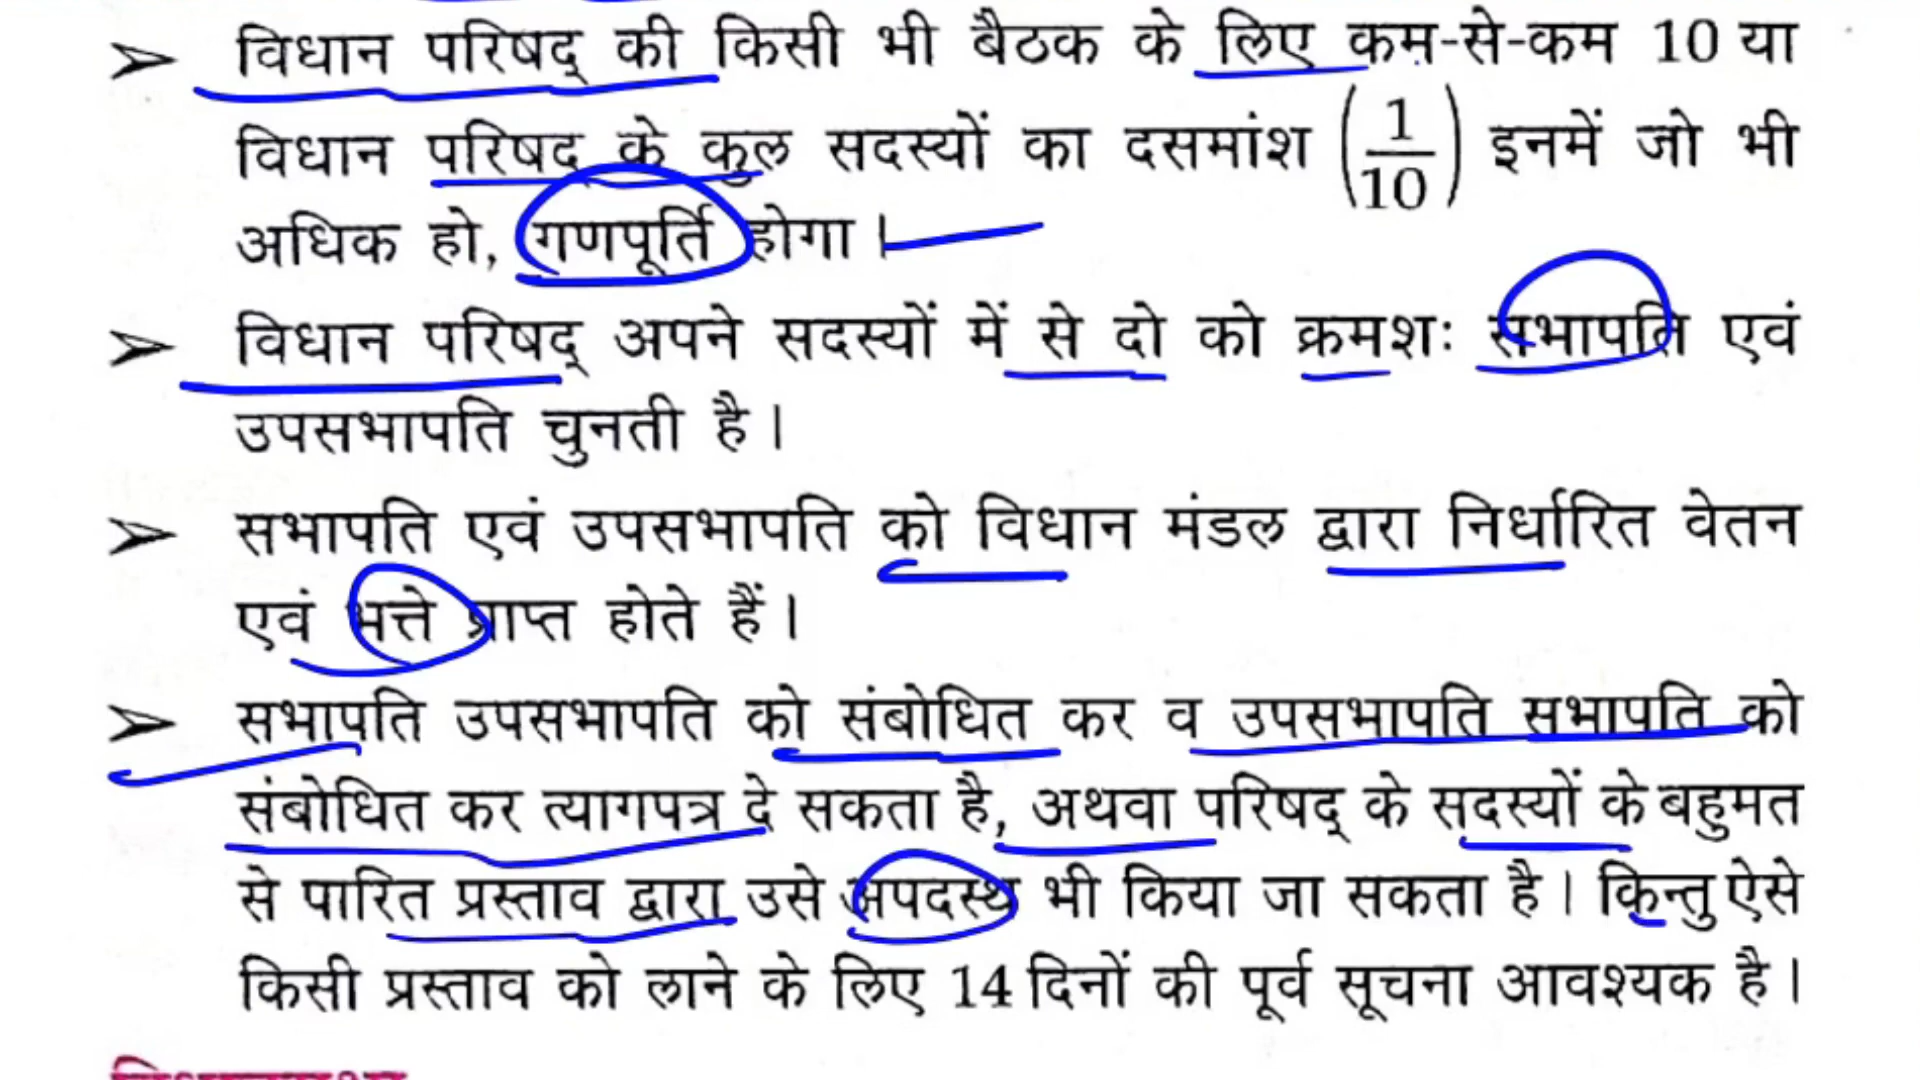 ➢ विधान परिषद् की किसी भी बैठक के लिए कम-से-कम 10 या
विधान परिषद के कुल सदस्यों का दसमांश (1/10) इनमें जो भी
अधिक हो, गणपूर्ति होगा।
➢ विधान परिषद् अपने सदस्यों में से दो को क्रमशः सभापति एवं
उपसभापति चुनती है।
➢ सभापति एवं उपसभापति को विधान मंडल द्वारा निर्धारित वेतन
एवं भत्ते प्राप्त होते हैं।
➢ सभापति उपसभापति को संबोधित कर व उपसभापति सभापति को
संबोधित कर त्यागपत्र दे सकता है, अथवा परिषद् के सदस्यों के बहुमत
से पारित प्रस्ताव द्वारा उसे अपदस्थ भी किया जा सकता है। किन्तु ऐसे
किसी प्रस्ताव को लाने के लिए 14 दिनों की पूर्व सूचना आवश्यक है।